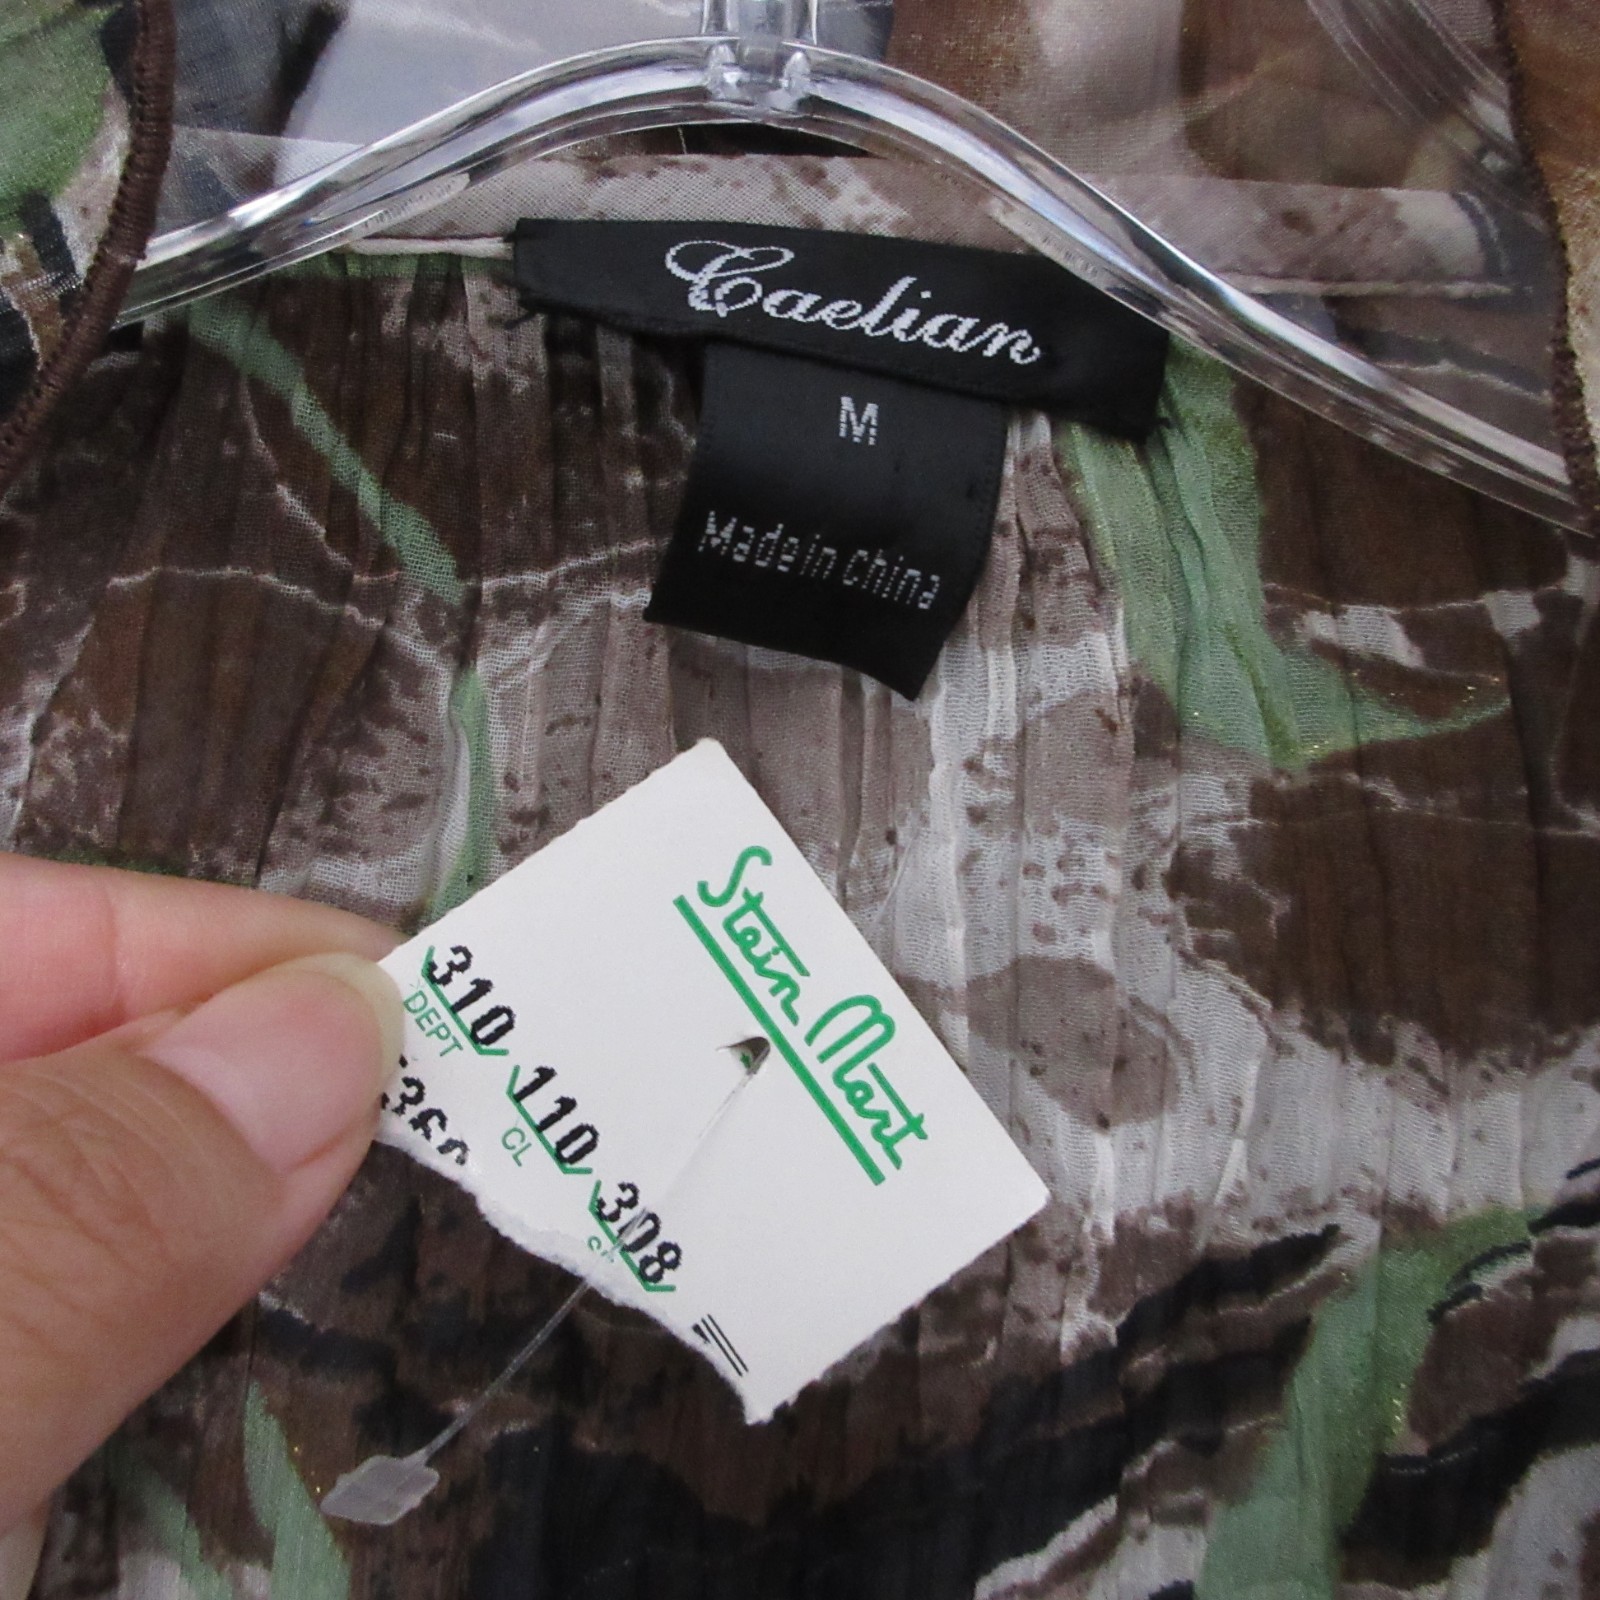 Caelian
M
Made in China
Stein Mart
310 110 308
DEPT CL